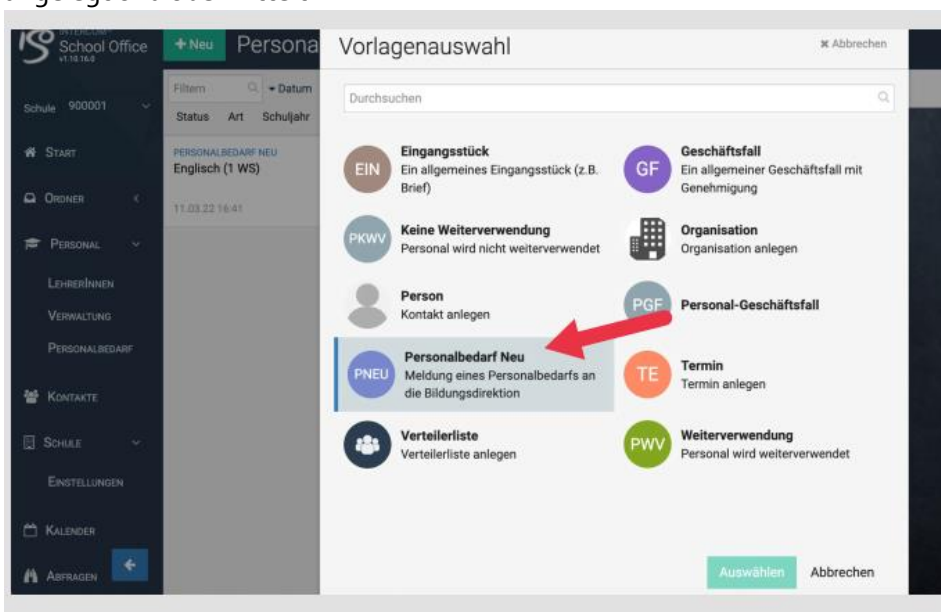 INTERCOM
School Office
v1.10.16.0
Schule 900001
START
ORDNER
PERSONAL
LEHRERINNEN
VERWALTUNG
PERSONALBEDARF
KONTAKTE
SCHULE
EINSTELLUNGEN
KALENDER
ABFRAGEN
+ Neu Persona
Filtern Datum
Status Art Schuljahr
PERSONALBEDARF NEU
Englisch (1 WS)
11.03.22 16:41
Vorlagenauswahl
Abbrechen
Durchsuchen
EIN
Eingangsstück
Ein allgemeines Eingangsstück (z.B.
Brief)
GF
Geschäftsfall
Ein allgemeiner Geschäftsfall mit
Genehmigung
PKWV
Keine Weiterverwendung
Personal wird nicht weiterverwendet
Organisation
Organisation anlegen
Person
Kontakt anlegen
PGF
Personal-Geschäftsfall
PNEU
Personalbedarf Neu
Meldung eines Personalbedarfs an
die Bildungsdirektion
TE
Termin
Termin anlegen
Verteilerliste
Verteilerliste anlegen
PWV
Weiterverwendung
Personal wird weiterverwendet
Auswählen Abbrechen